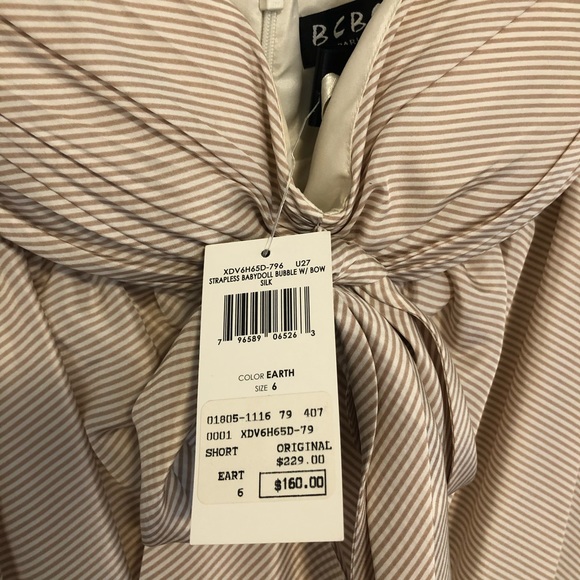 BCBG
XDV6H65D-796 U27
STRAPLESS BABYDOLL BUBBLE W/ BOW
SILK
7 96589 06526 3
COLOR EARTH
SIZE 6
01805-1116 79 407
0001 XDV6H65D-79
SHORT ORIGINAL
$229.00
EART
6 $160.00